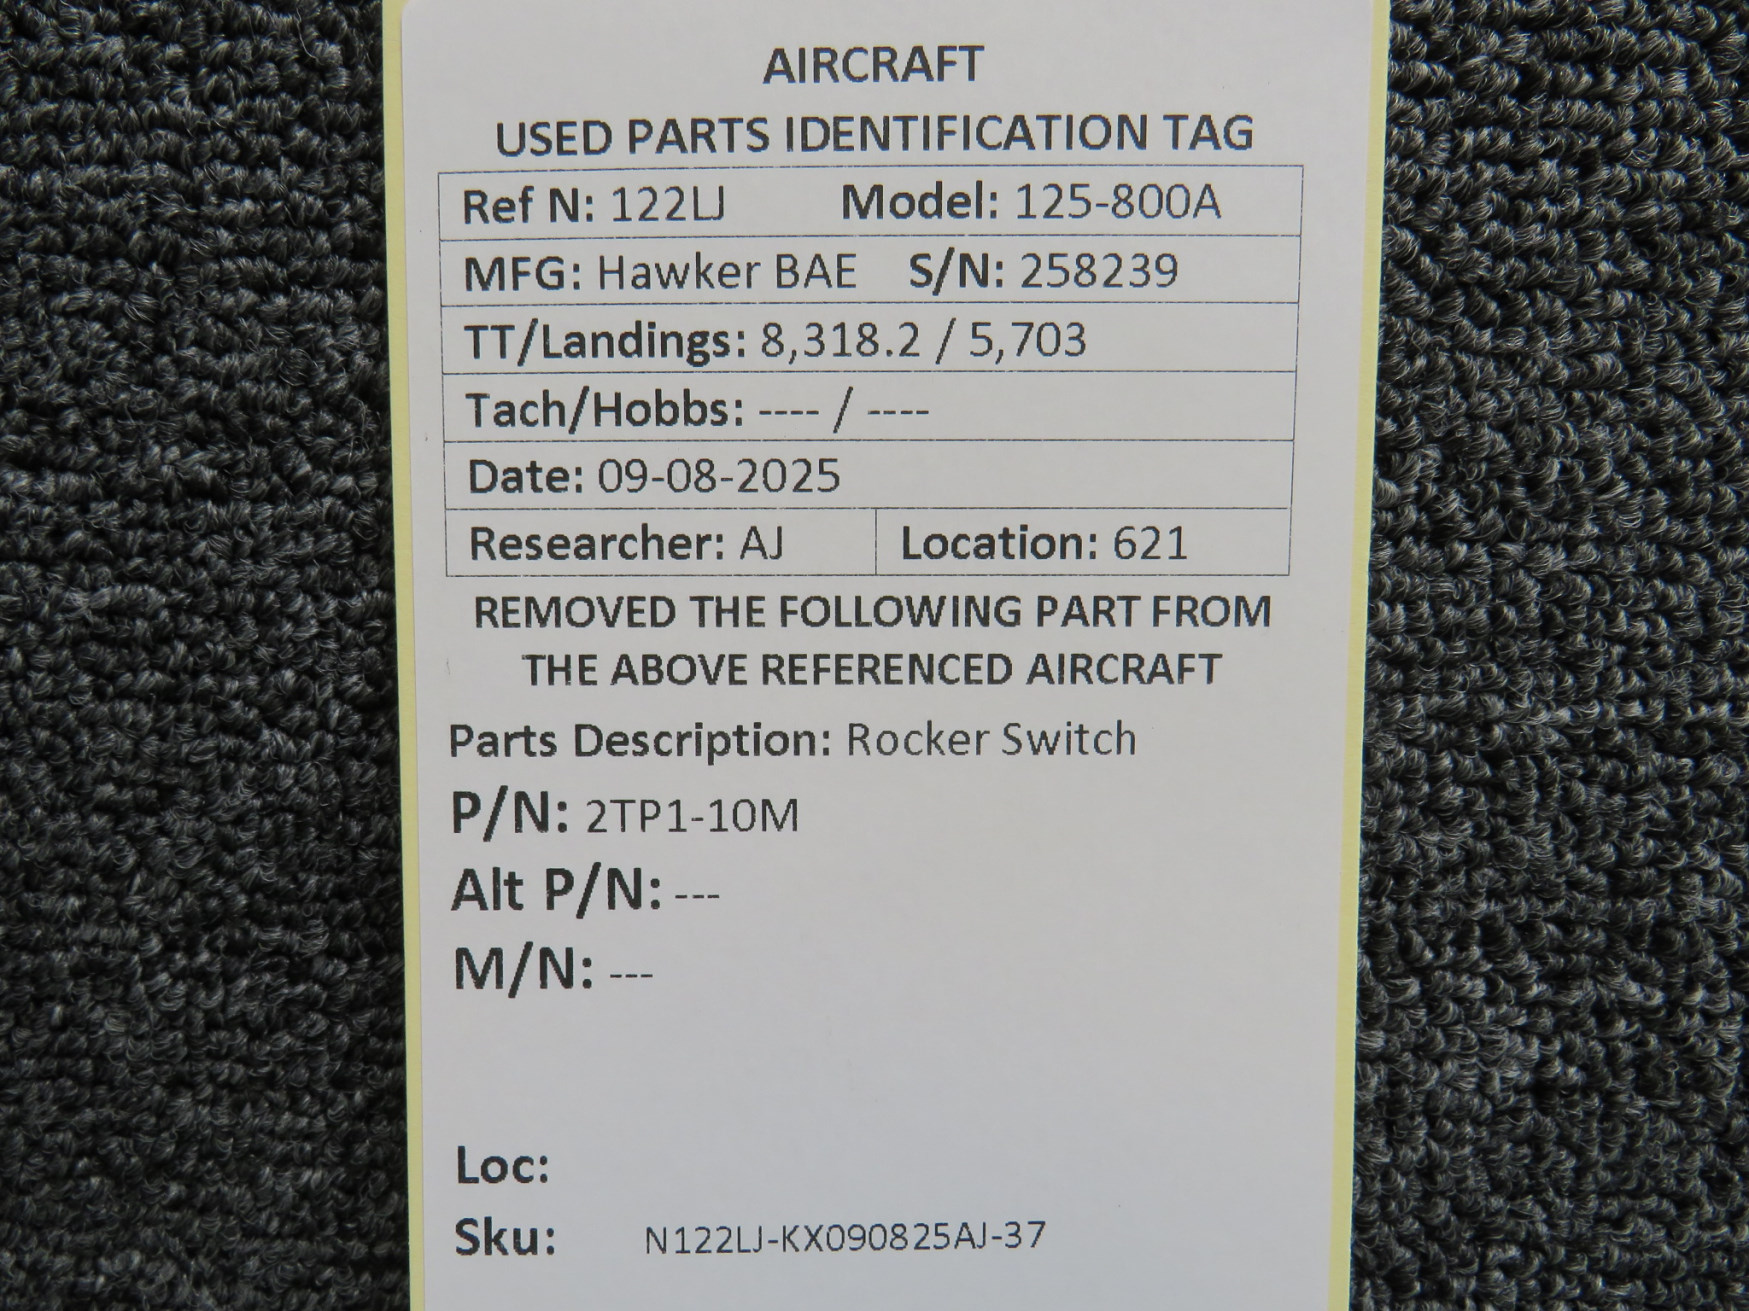 AIRCRAFT
USED PARTS IDENTIFICATION TAG
Ref N: 122LJ Model: 125-800A
MFG: Hawker BAE S/N: 258239
TT/Landings: 8,318.2 / 5,703
Tach/Hobbs: ---- / ----
Date: 09-08-2025
Researcher: AJ Location: 621
REMOVED THE FOLLOWING PART FROM
THE ABOVE REFERENCED AIRCRAFT
Parts Description: Rocker Switch
P/N: 2TP1-10M
Alt P/N: ---
M/N: ---
Loc:
Sku: N122LJ-KX090825AJ-37